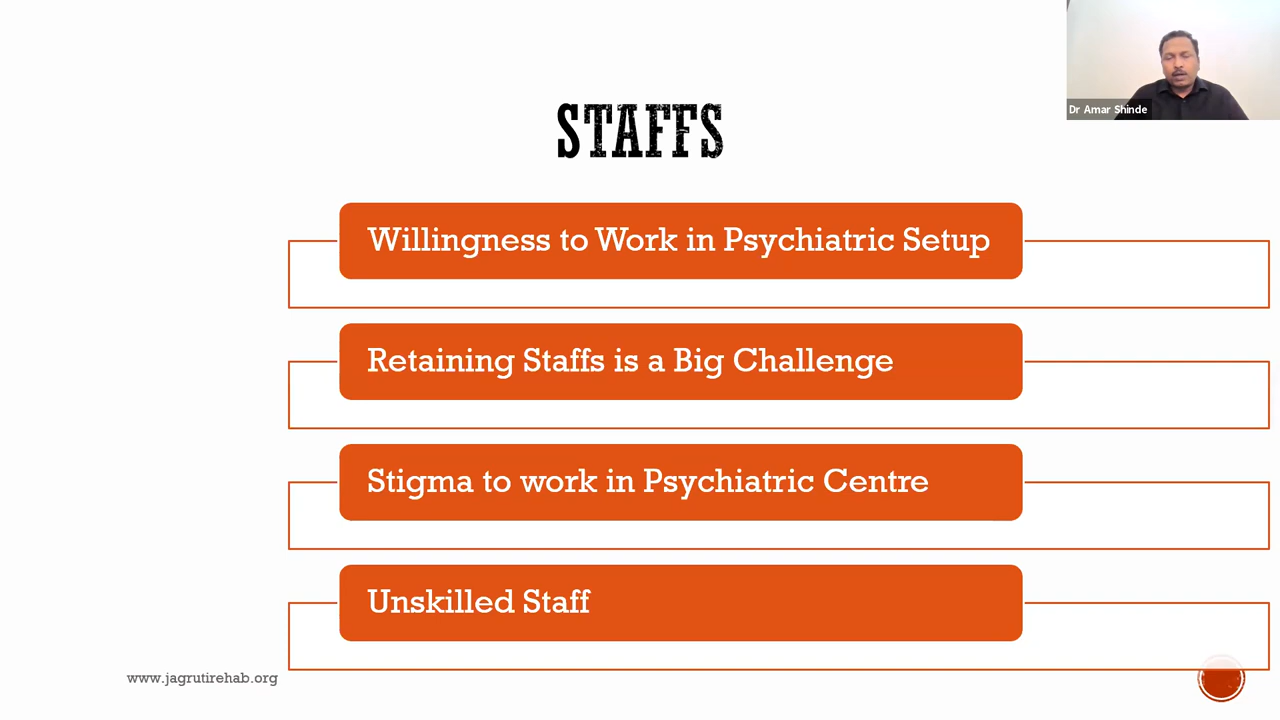 Dr Amar Shinde
STAFFS
Willingness to Work in Psychiatric Setup
Retaining Staffs is a Big Challenge
Stigma to work in Psychiatric Centre
Unskilled Staff
www.jagrutirehab.org